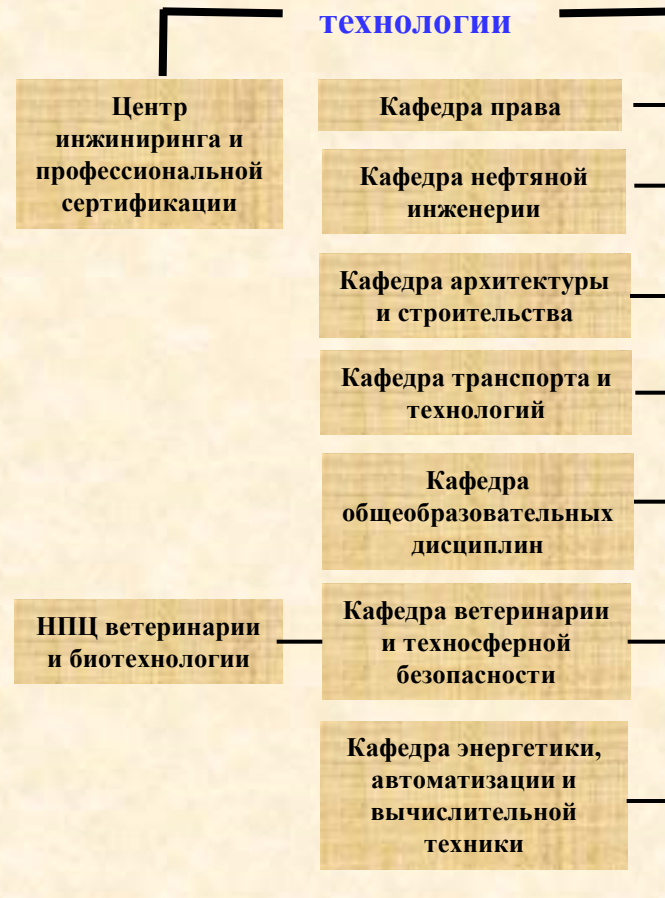 технологии
Центр
инжиниринга и
профессиональной
сертификации
Кафедра права
Кафедра нефтяной
инженерии
Кафедра архитектуры
и строительства
Кафедра транспорта и
технологий
Кафедра
общеобразовательных
дисциплин
НПЦ ветеринарии
и биотехнологии
Кафедра ветеринарии
и техносферной
безопасности
Кафедра энергетики,
автоматизации и
вычислительной
техники